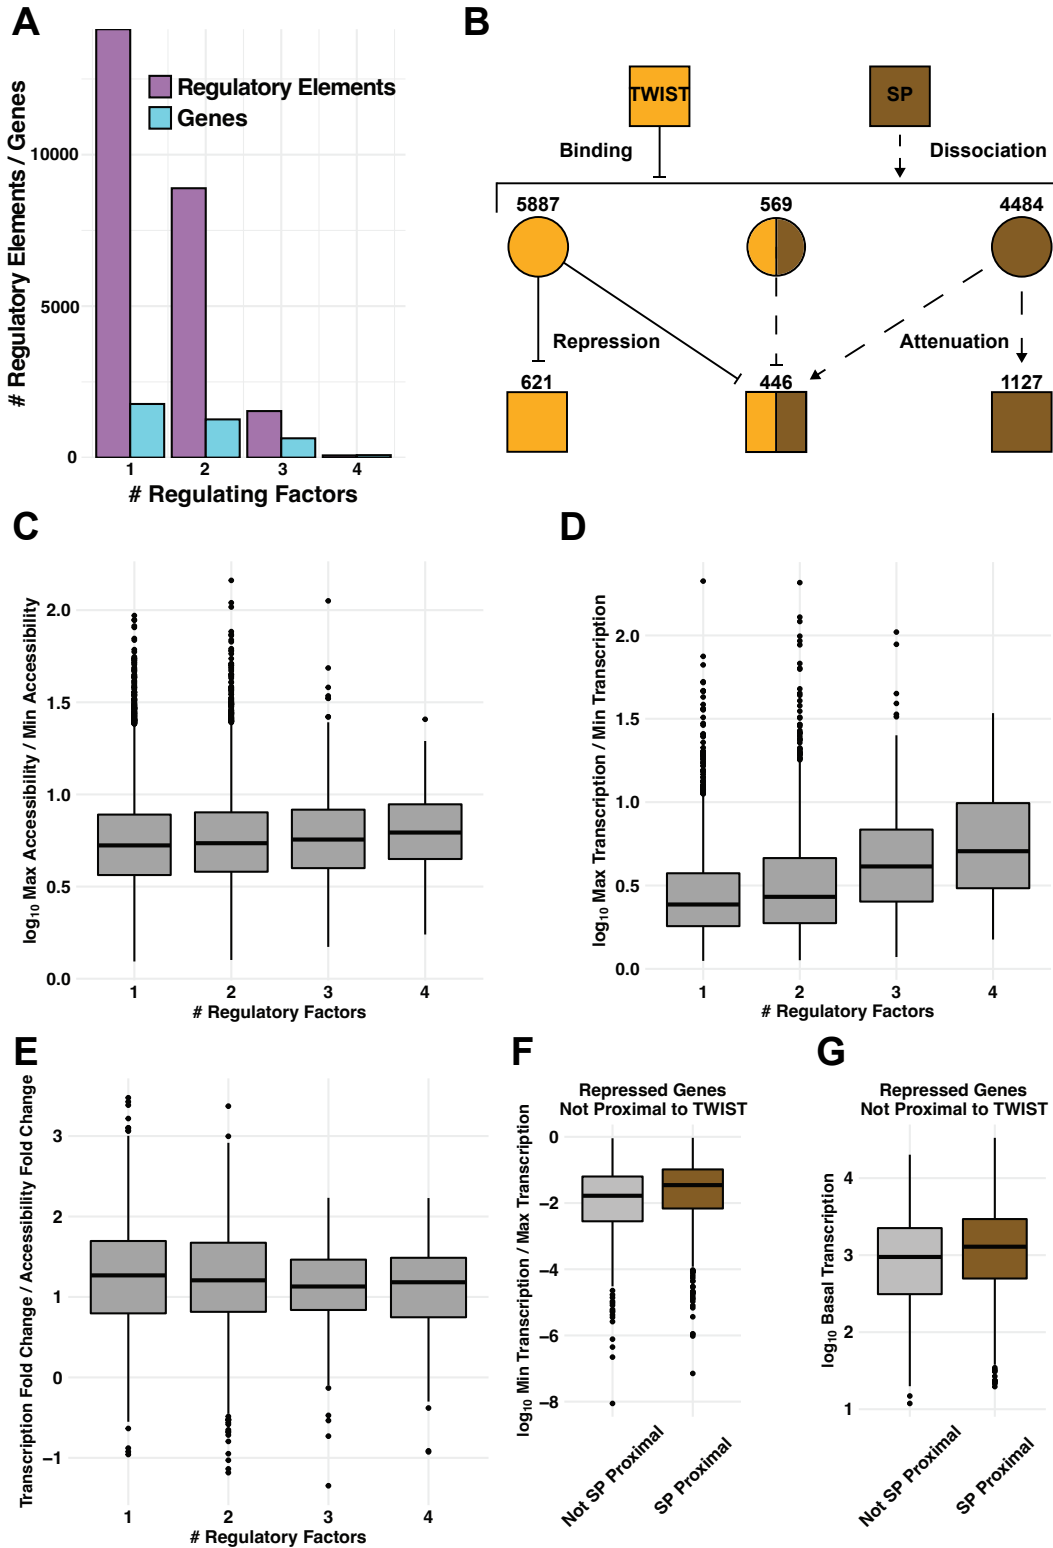 A
# Regulatory Elements / Genes
10000
5000
0
Regulatory Elements
Genes
1 2 3 4
# Regulating Factors
B
TWIST
SP
Binding
Dissociation
5887
569
4484
Repression
Attenuation
621
446
1127
C
log10 Max Accessibility / Min Accessibility
2.0
1.5
1.0
0.5
0.0
1 2 3 4
# Regulatory Factors
D
log10 Max Transcription / Min Transcription
2.0
1.5
1.0
0.5
0.0
1 2 3 4
# Regulatory Factors
E
Transcription Fold Change / Accessibility Fold Change
3
2
1
0
−1
1 2 3 4
# Regulatory Factors
F
Repressed Genes
Not Proximal to TWIST
log10 Min Transcription / Max Transcription
0
−2
−4
−6
−8
Not SP Proximal
SP Proximal
G
Repressed Genes
Not Proximal to TWIST
log10 Basal Transcription
4
3
2
1
Not SP Proximal
SP Proximal